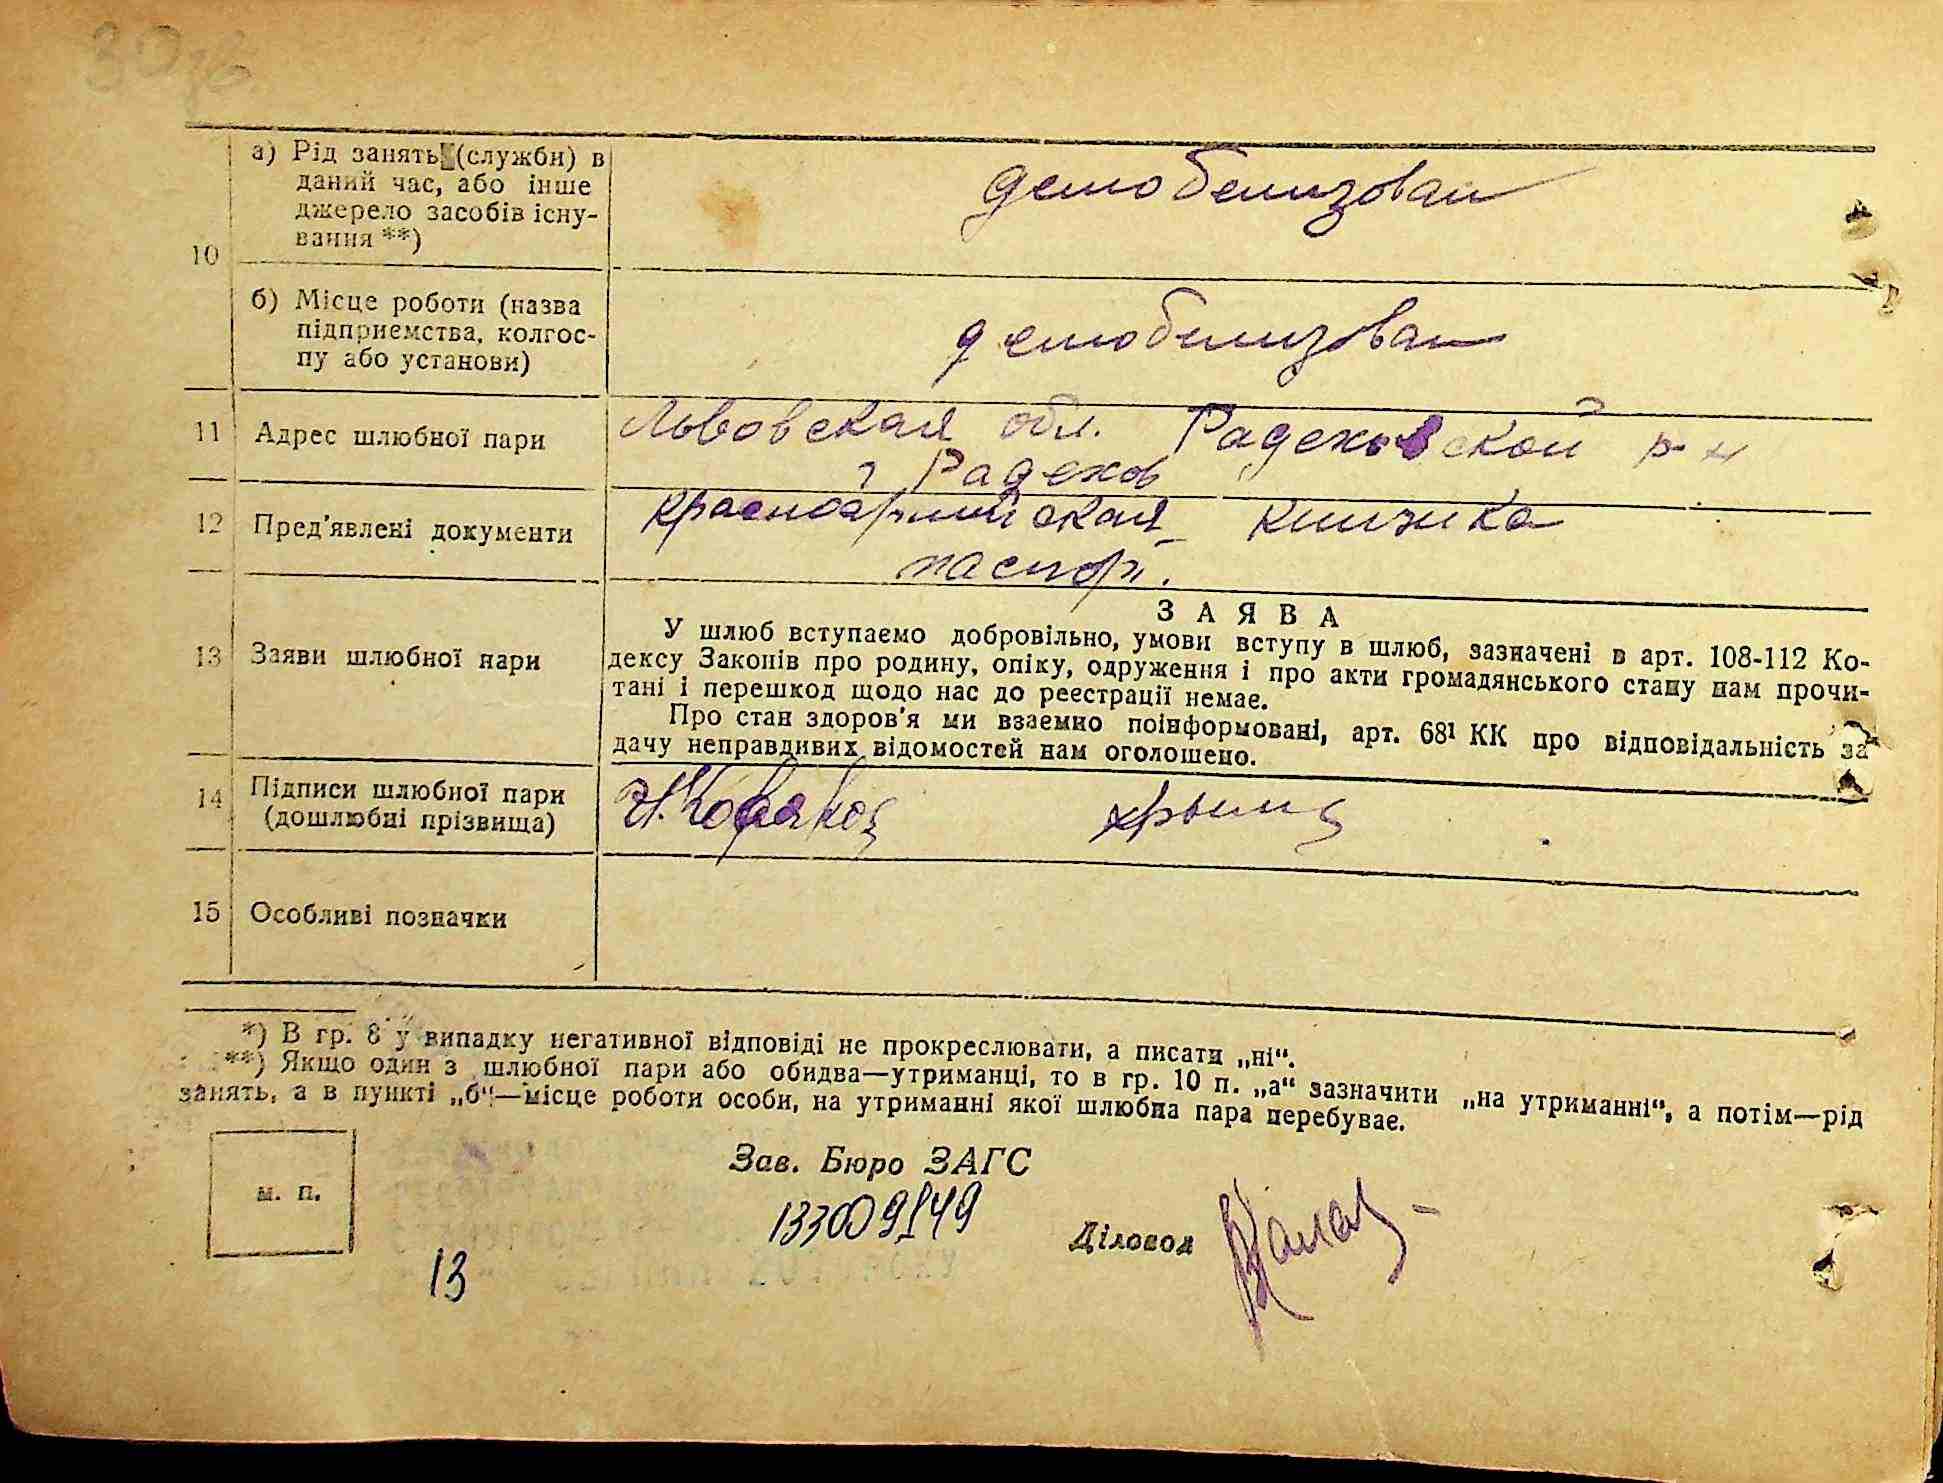 а) Рід занять (служби) в
даний час, або інше
джерело засобів існу-
вання **)
демобелизован
10
б) Місце роботи (назва
підприємства, колгос-
пу або установи)
демобелизован
11 Адрес шлюбної пари
Львовская обл. Радеховской р-н
г Радехов
12 Пред'явлені документи
красноармийская книжка
паспорт.
13 Заяви шлюбної пари
ЗАЯВА
У шлюб вступаємо добровільно, умови вступу в шлюб, зазначені в арт. 108-112 Ко-
дексу Законів про родину, опіку, одруження і про акти громадянського стану нам прочи-
тані і перешкод щодо нас до реєстрації немає.
Про стан здоров'я ми взаємно поінформовані, арт. 68¹ КК про відповідальність за
дачу неправдивих відомостей нам оголошено.
14 Підписи шлюбної пари
(дошлюбні прізвища)
15 Особливі позначки
*) В гр. 8 у випадку негативної відповіді не прокреслювати, а писати „ні“.
**) Якщо один з шлюбної пари або обидва—утриманці, то в гр. 10 п. „а“ зазначити „на утриманні“, а потім—рід
занять, а в пункті „б“—місце роботи особи, на утриманні якої шлюбна пара перебуває.
м. п.
Зав. Бюро ЗАГС
Діловод
13